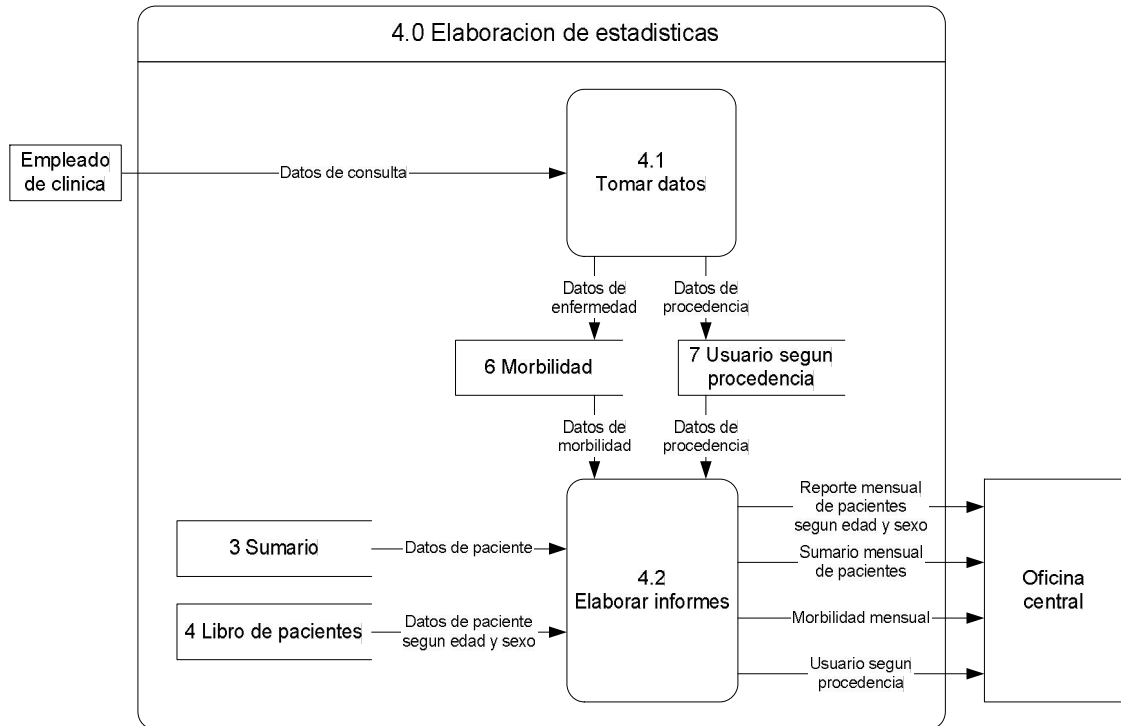 4.0 Elaboracion de estadisticas
Empleado
de clinica
Datos de consulta
4.1
Tomar datos
Datos de
enfermedad
Datos de
procedencia
6 Morbilidad
7 Usuario segun
procedencia
Datos de
morbilidad
Datos de
procedencia
3 Sumario
Datos de paciente
4 Libro de pacientes
Datos de paciente
segun edad y sexo
4.2
Elaborar informes
Reporte mensual
de pacientes
segun edad y sexo
Sumario mensual
de pacientes
Morbilidad mensual
Usuario segun
procedencia
Oficina
central